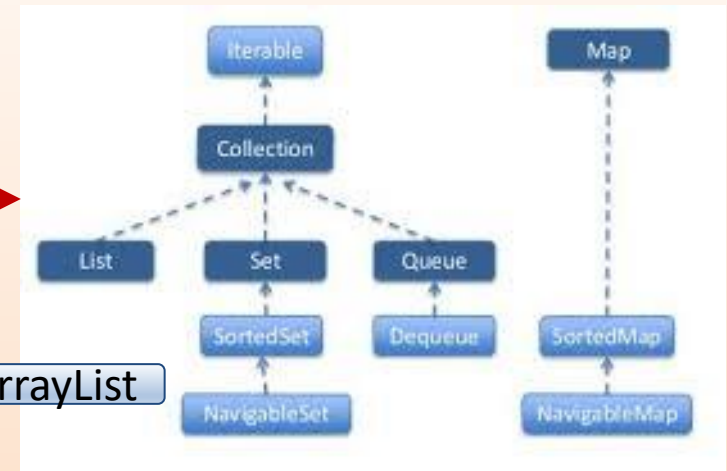 Iterable
Map
Collection
List
Set
Queue
SortedSet
Dequeue
SortedMap
rrayList
NavigableSet
NavigableMap